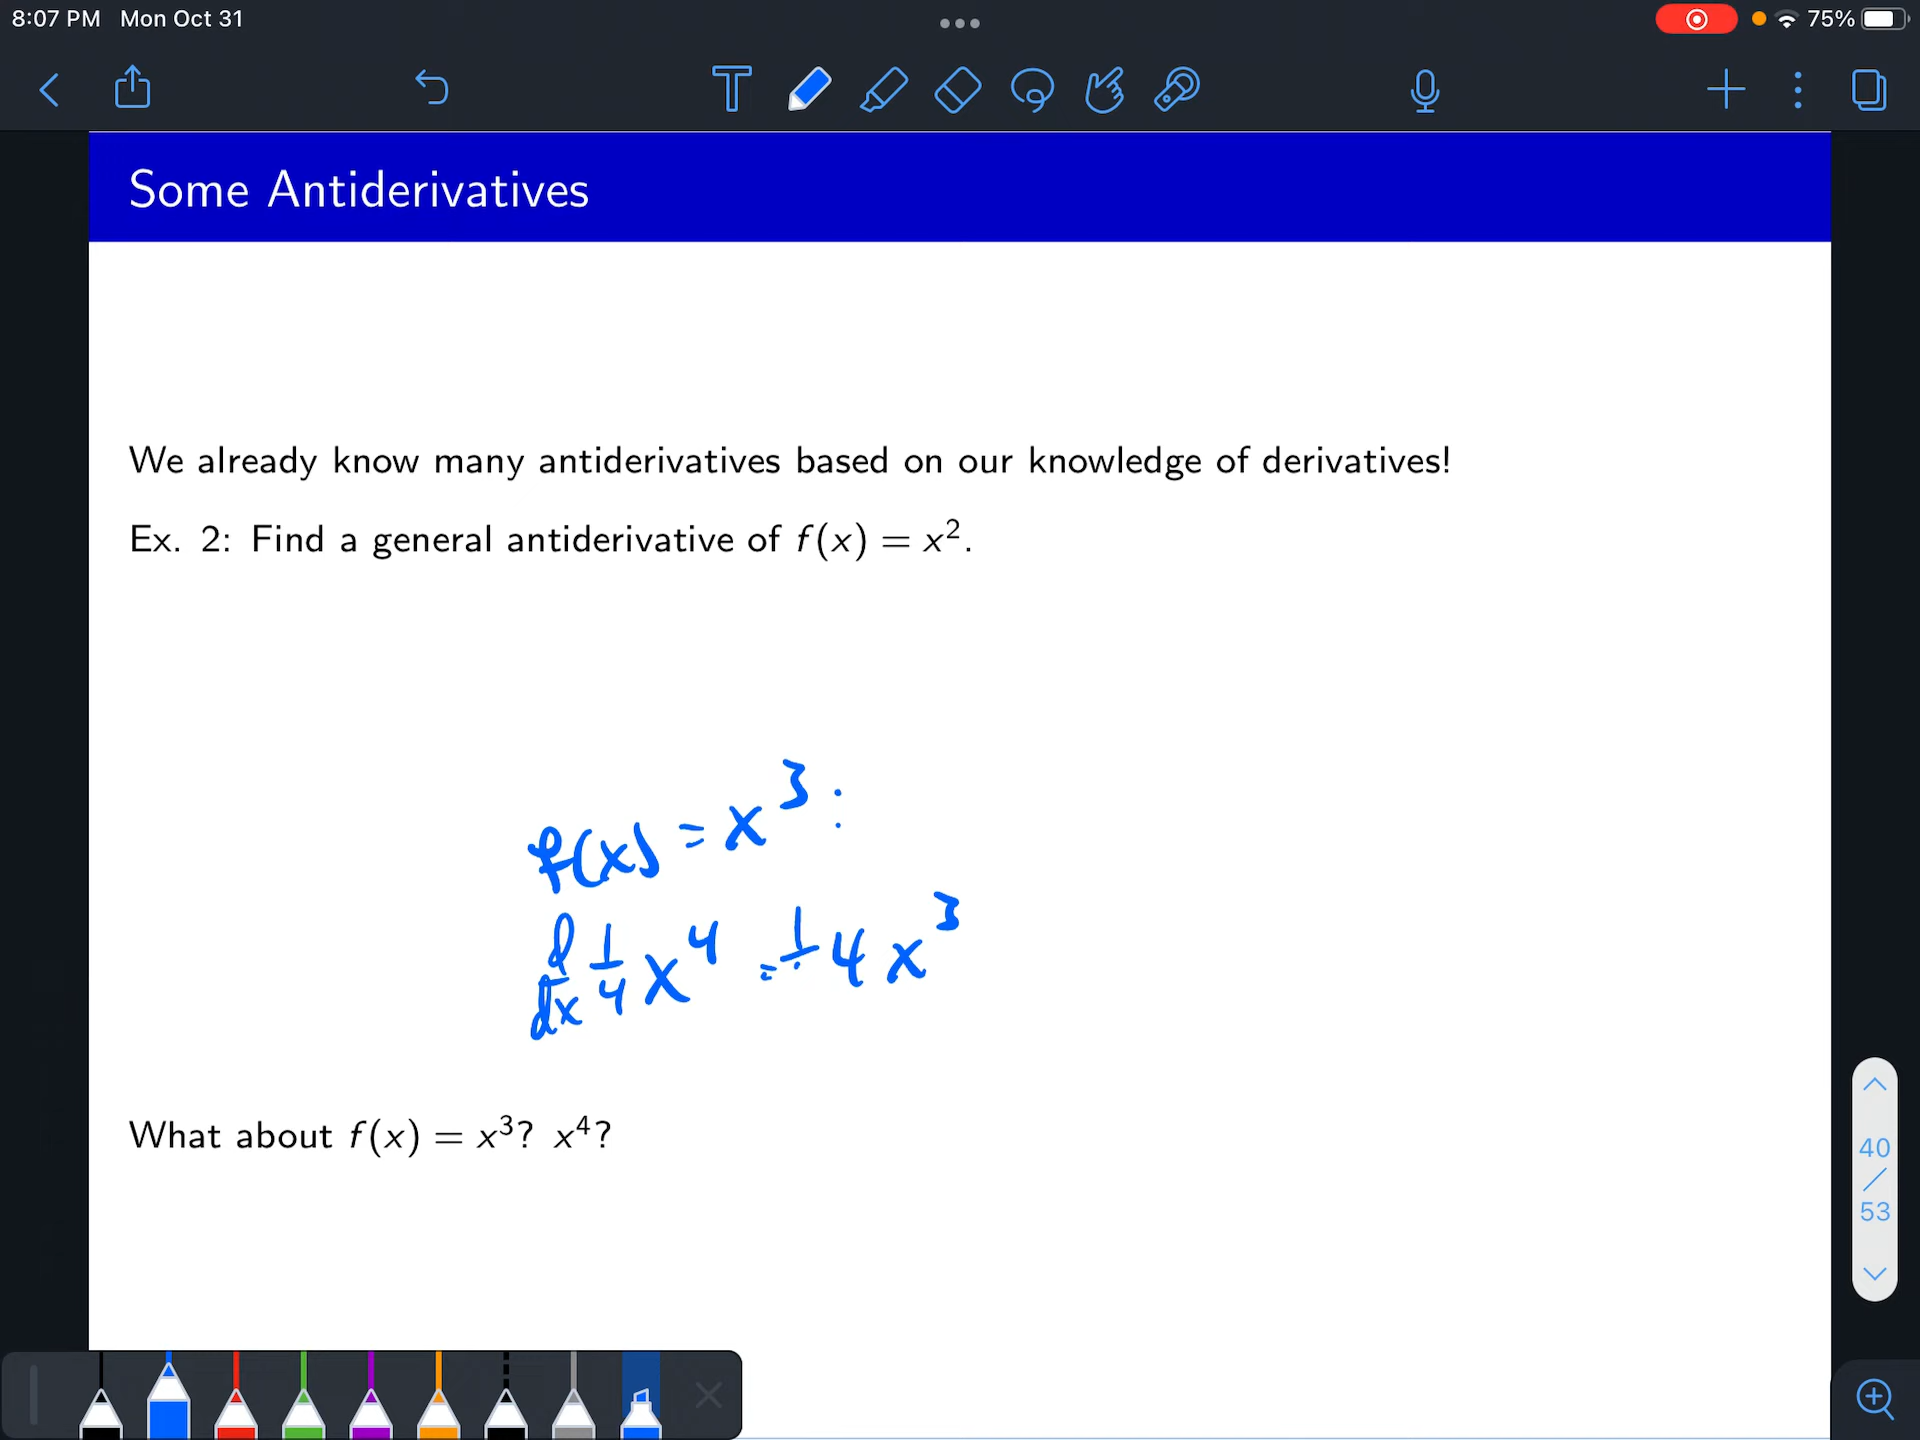 8:07 PM Mon Oct 31
75%
Some Antiderivatives
We already know many antiderivatives based on our knowledge of derivatives!
Ex. 2: Find a general antiderivative of f(x) = x².
f(x) = x³:
d/dx 1/4 x⁴ = 1/ 4 x³
What about f(x) = x³? x⁴?
40
/
53